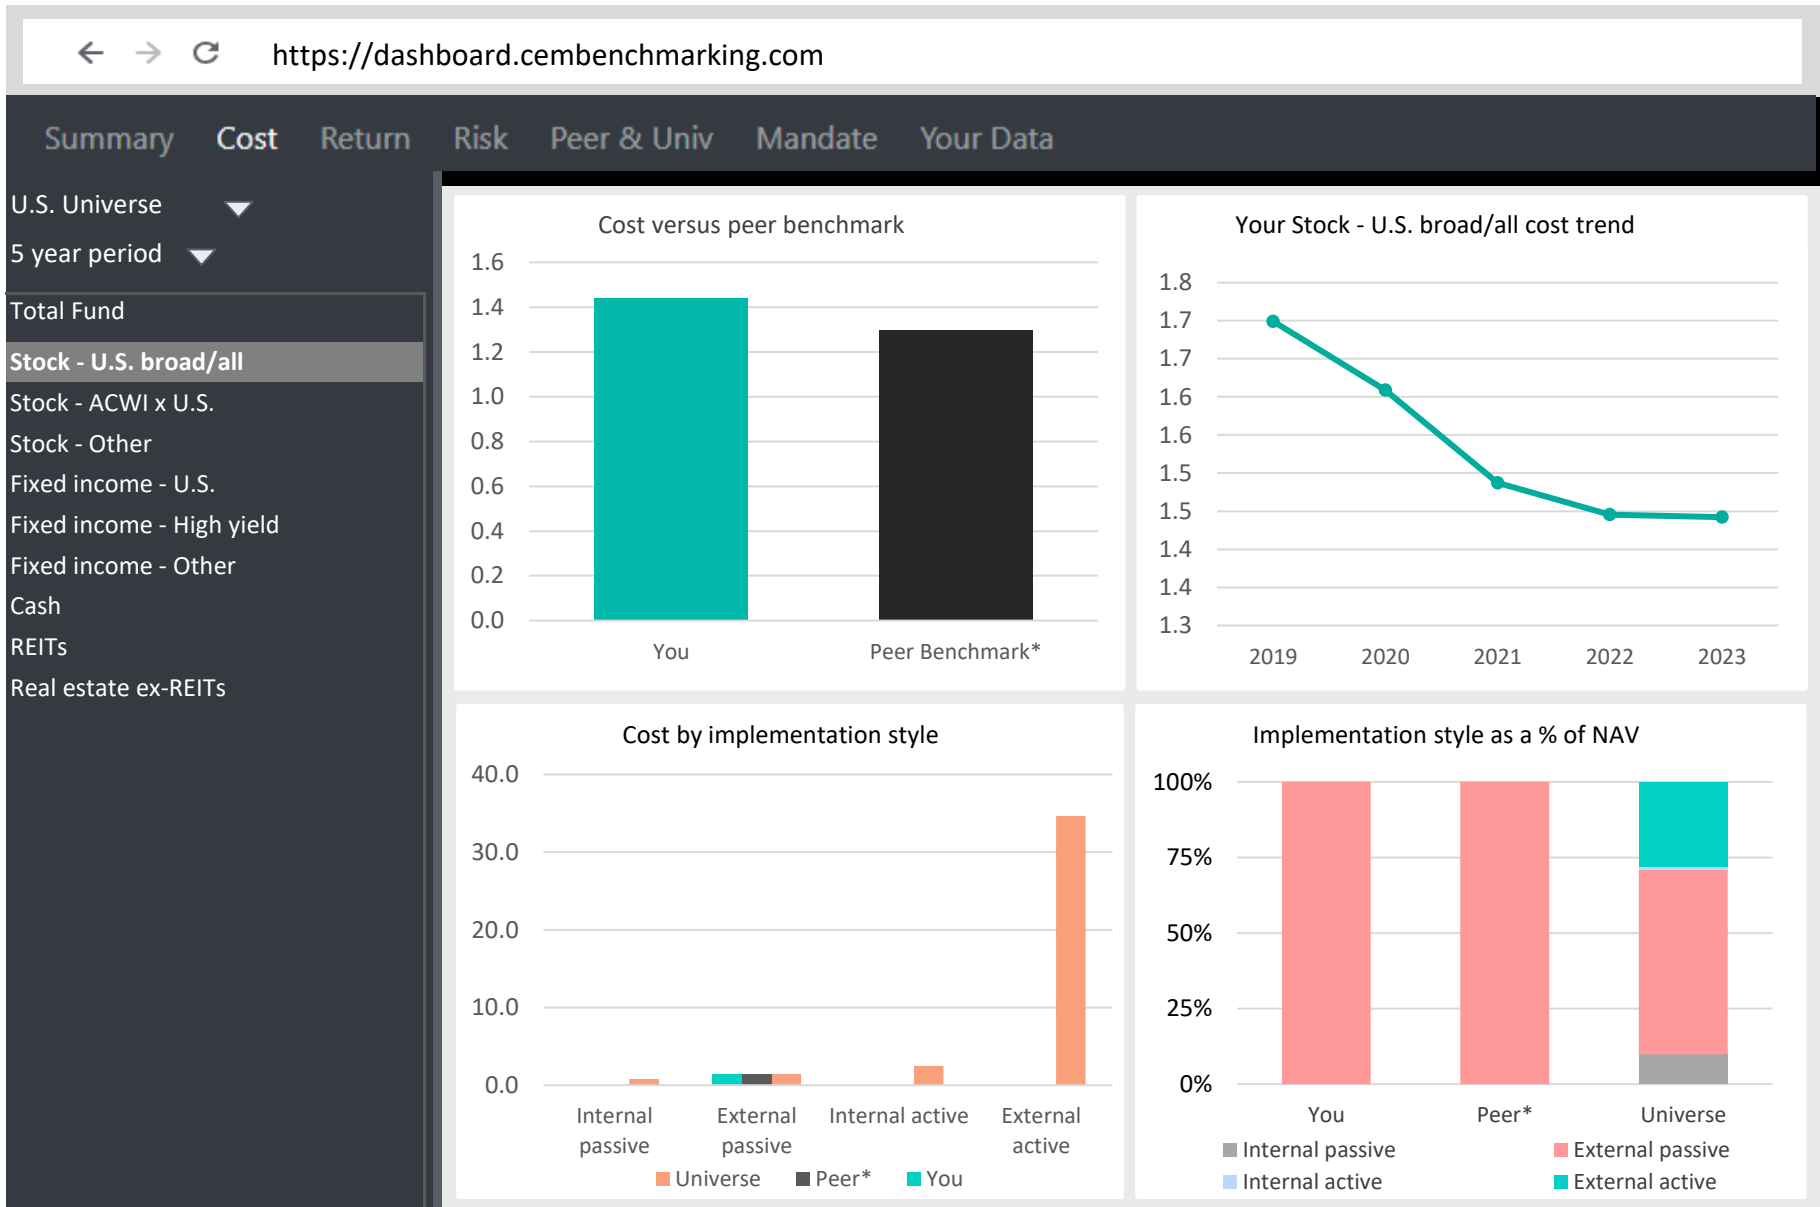 https://dashboard.cembenchmarking.com
Summary Cost Return Risk Peer & Univ Mandate Your Data
U.S. Universe
5 year period
Total Fund
Stock - U.S. broad/all
Stock - ACWI x U.S.
Stock - Other
Fixed income - U.S.
Fixed income - High yield
Fixed income - Other
Cash
REITs
Real estate ex-REITs
Cost versus peer benchmark
1.6
1.4
1.2
1.0
0.8
0.6
0.4
0.2
0.0
You Peer Benchmark*
Your Stock - U.S. broad/all cost trend
1.8
1.7
1.7
1.6
1.6
1.5
1.5
1.4
1.4
1.3
2019 2020 2021 2022 2023
Cost by implementation style
40.0
30.0
20.0
10.0
0.0
Internal passive
External passive
Internal active
External active
Universe Peer* You
Implementation style as a % of NAV
100%
75%
50%
25%
0%
You Peer* Universe
Internal passive External passive
Internal active External active